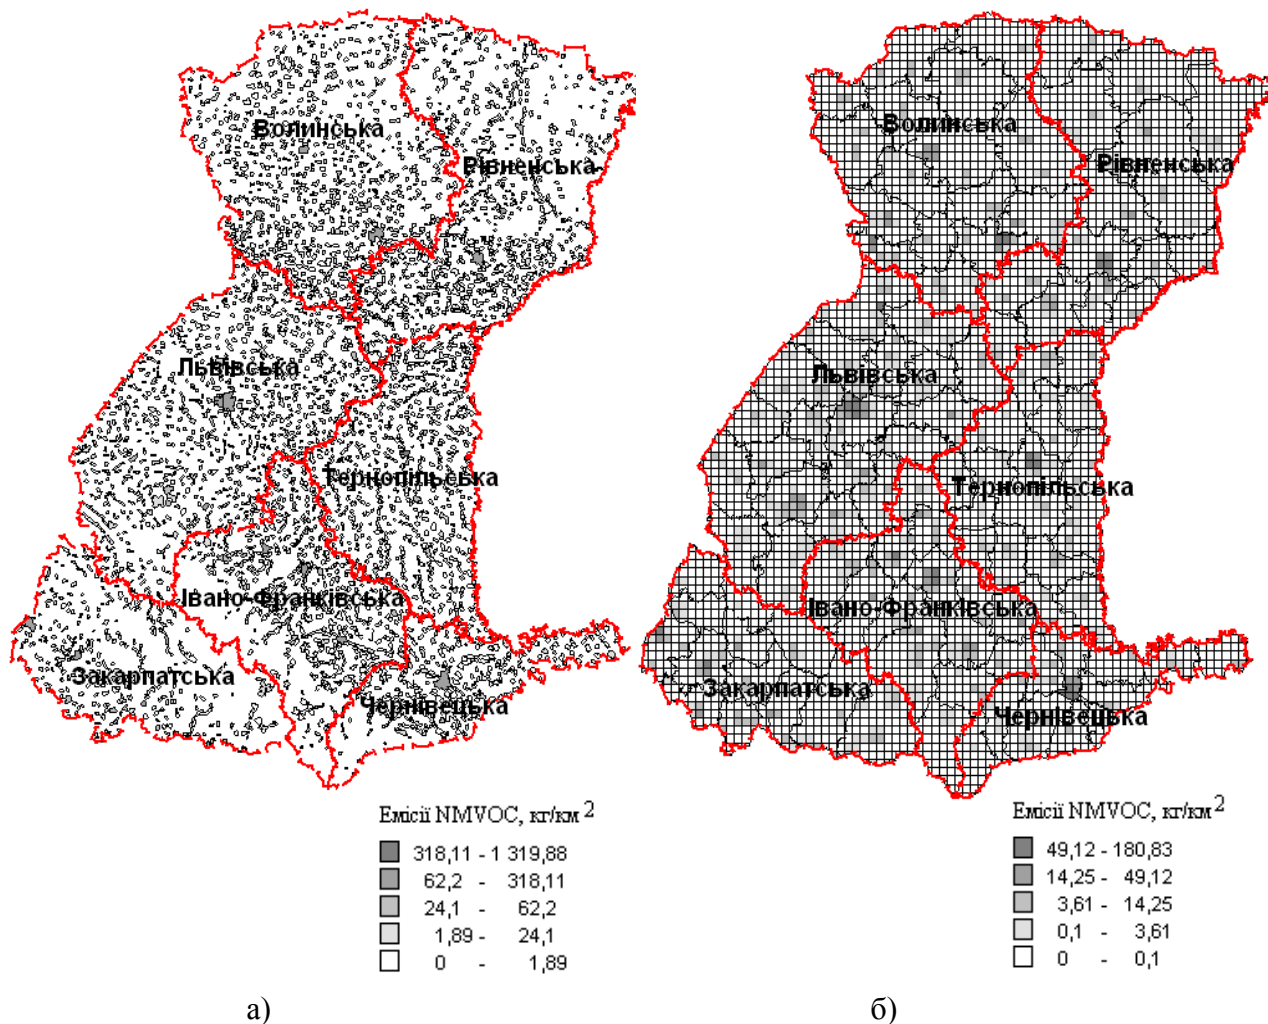 Волинська
Рівненська
Львівська
Тернопільська
Івано-Франківська
Закарпатська
Чернівецька
Емісії NMVOC, кг/км 2
318,11 - 1 319,88
62,2 - 318,11
24,1 - 62,2
1,89 - 24,1
0 - 1,89
а)
Волинська
Рівненська
Львівська
Тернопільська
Івано-Франківська
Закарпатська
Чернівецька
Емісії NMVOC, кг/км 2
49,12 - 180,83
14,25 - 49,12
3,61 - 14,25
0,1 - 3,61
0 - 0,1
б)